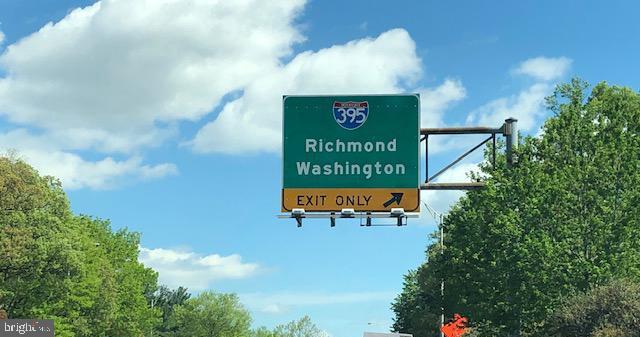 INTERSTATE
395
Richmond
Washington
EXIT ONLY
bright MLS